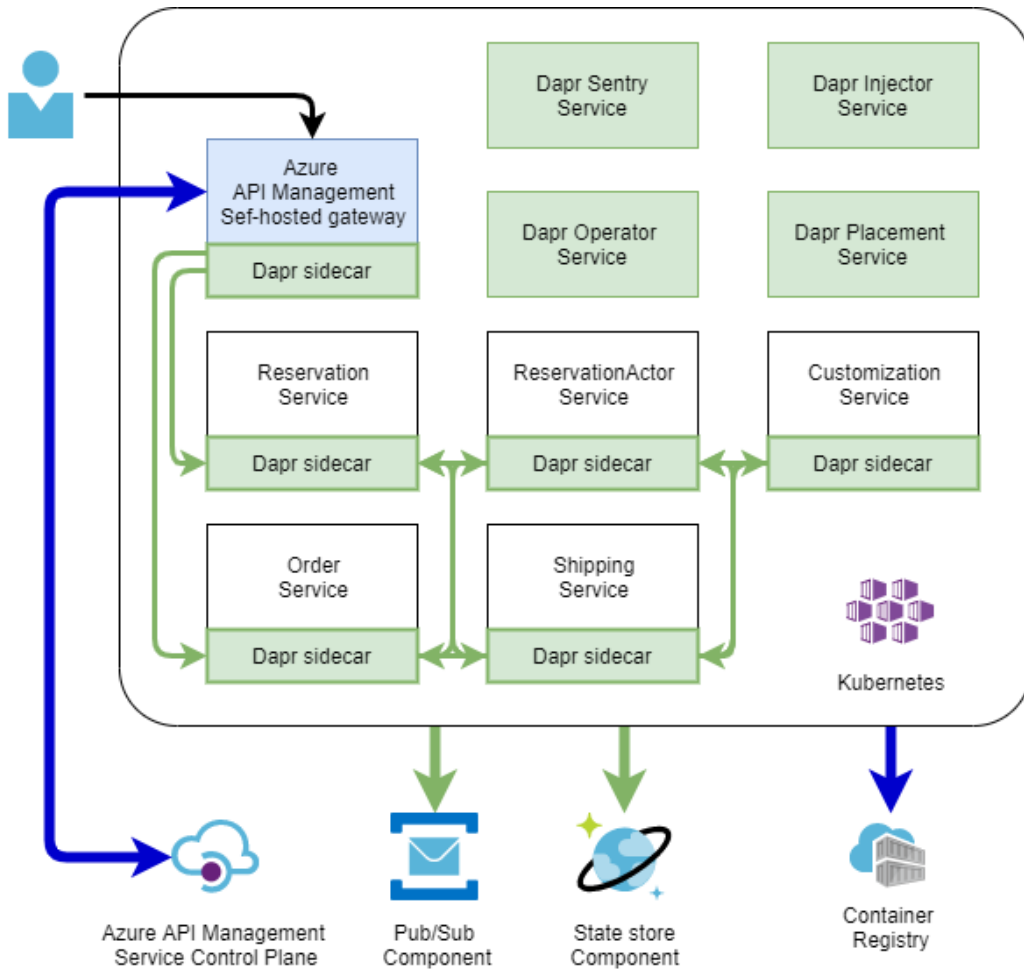 Dapr Sentry
Service
Dapr Injector
Service
Azure
API Management
Sef-hosted gateway
Dapr sidecar
Dapr Operator
Service
Dapr Placement
Service
Reservation
Service
Dapr sidecar
ReservationActor
Service
Dapr sidecar
Customization
Service
Dapr sidecar
Order
Service
Dapr sidecar
Shipping
Service
Dapr sidecar
Kubernetes
Azure API Management
Service Control Plane
Pub/Sub
Component
State store
Component
Container
Registry